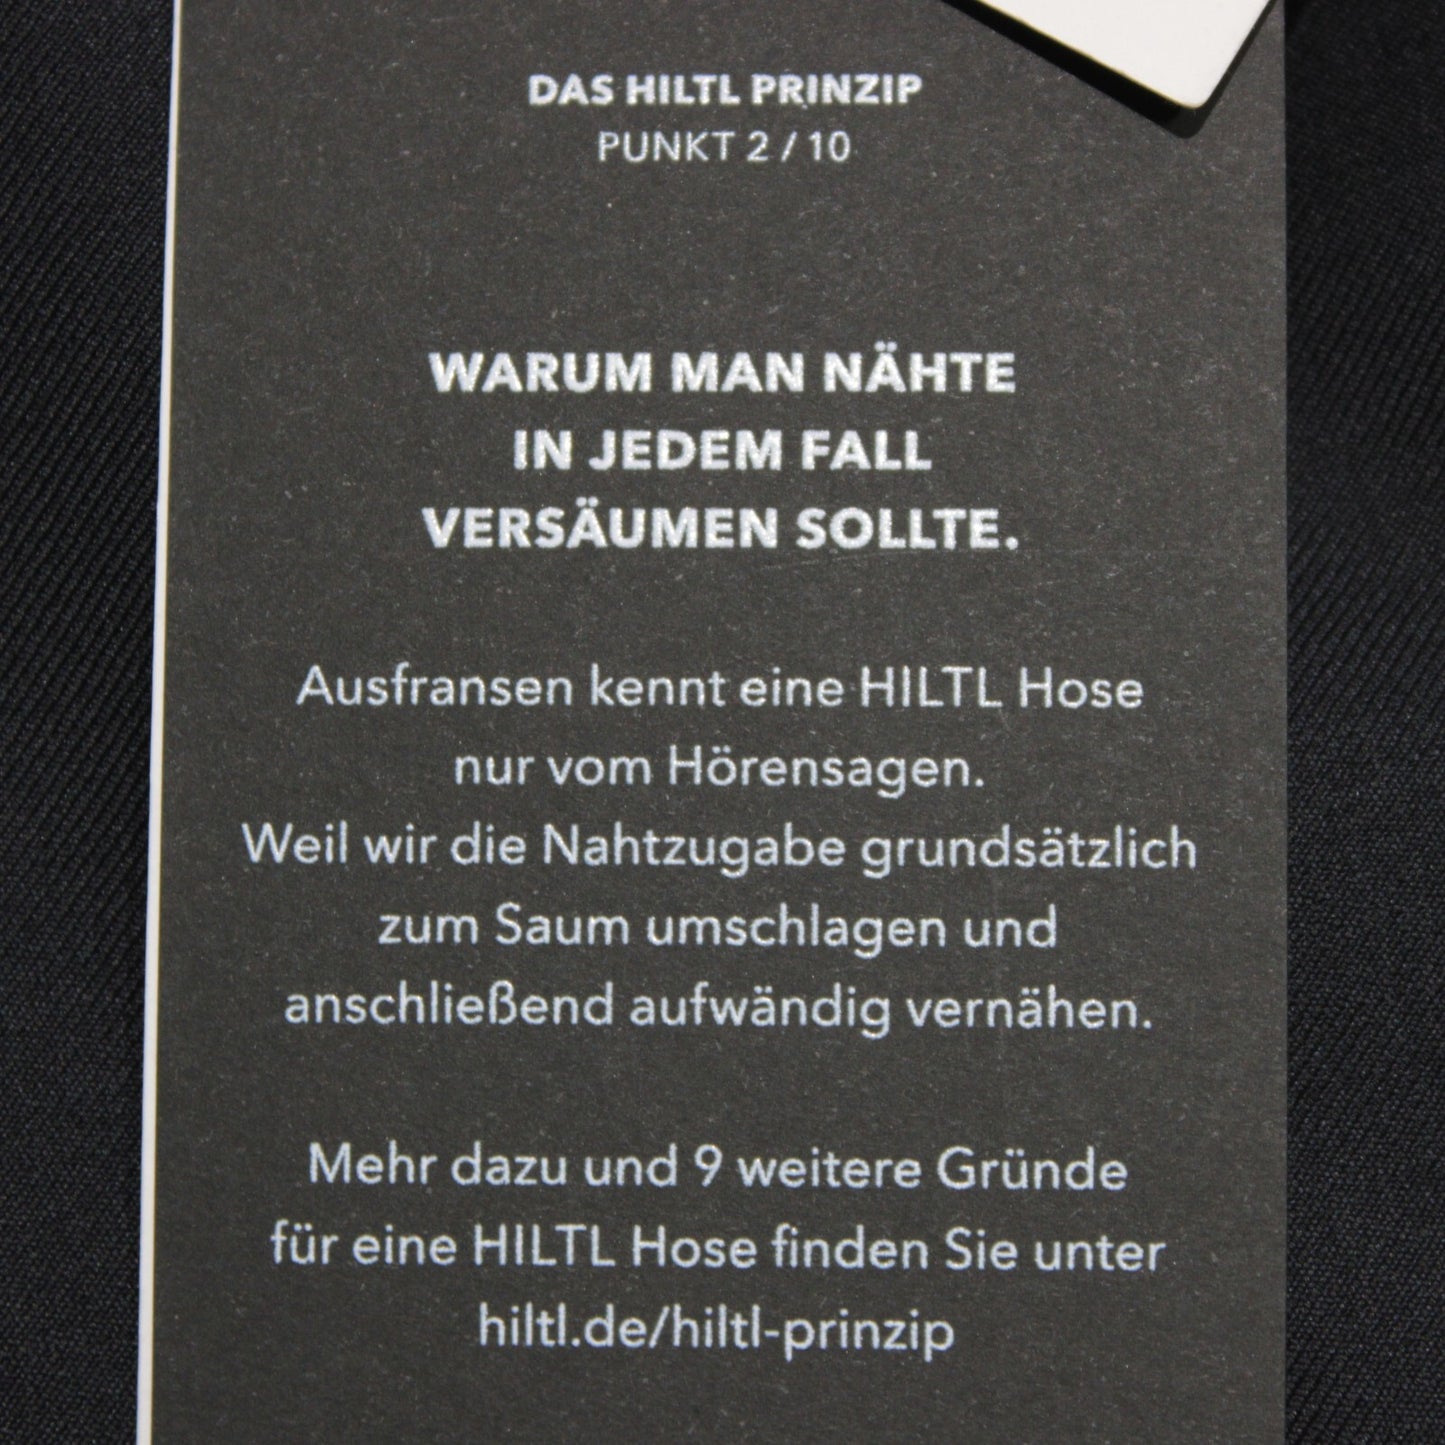 DAS HILTL PRINZIP
PUNKT 2 / 10
WARUM MAN NÄHTE
IN JEDEM FALL
VERSÄUMEN SOLLTE.
Ausfransen kennt eine HILTL Hose
nur vom Hörensagen.
Weil wir die Nahtzugabe grundsätzlich
zum Saum umschlagen und
anschließend aufwändig vernähen.
Mehr dazu und 9 weitere Gründe
für eine HILTL Hose finden Sie unter
hiltl.de/hiltl-prinzip